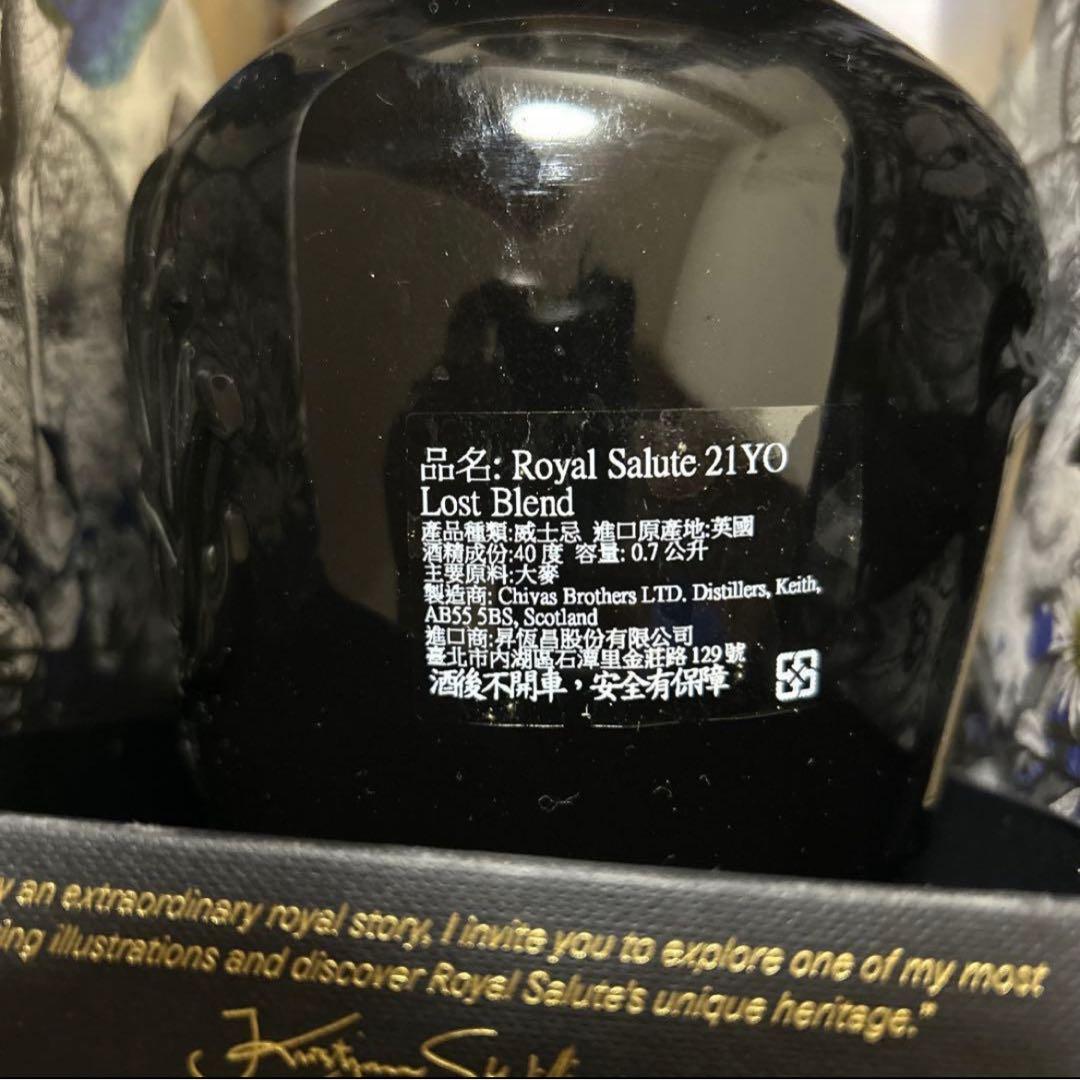 品名: Royal Salute 21YO
Lost Blend
產品種類:威士忌 進口原產地:英國
酒精成份:40 度 容量: 0.7 公升
主要原料:大麥
製造商: Chivas Brothers LTD. Distillers, Keith,
AB55 5BS, Scotland
進口商:昇恆昌股份有限公司
臺北市內湖區石潭里金莊路 129 號
酒後不開車，安全有保障
an extraordinary royal story, I invite you to explore one of my most
illustrations and discover Royal Salute's unique heritage."